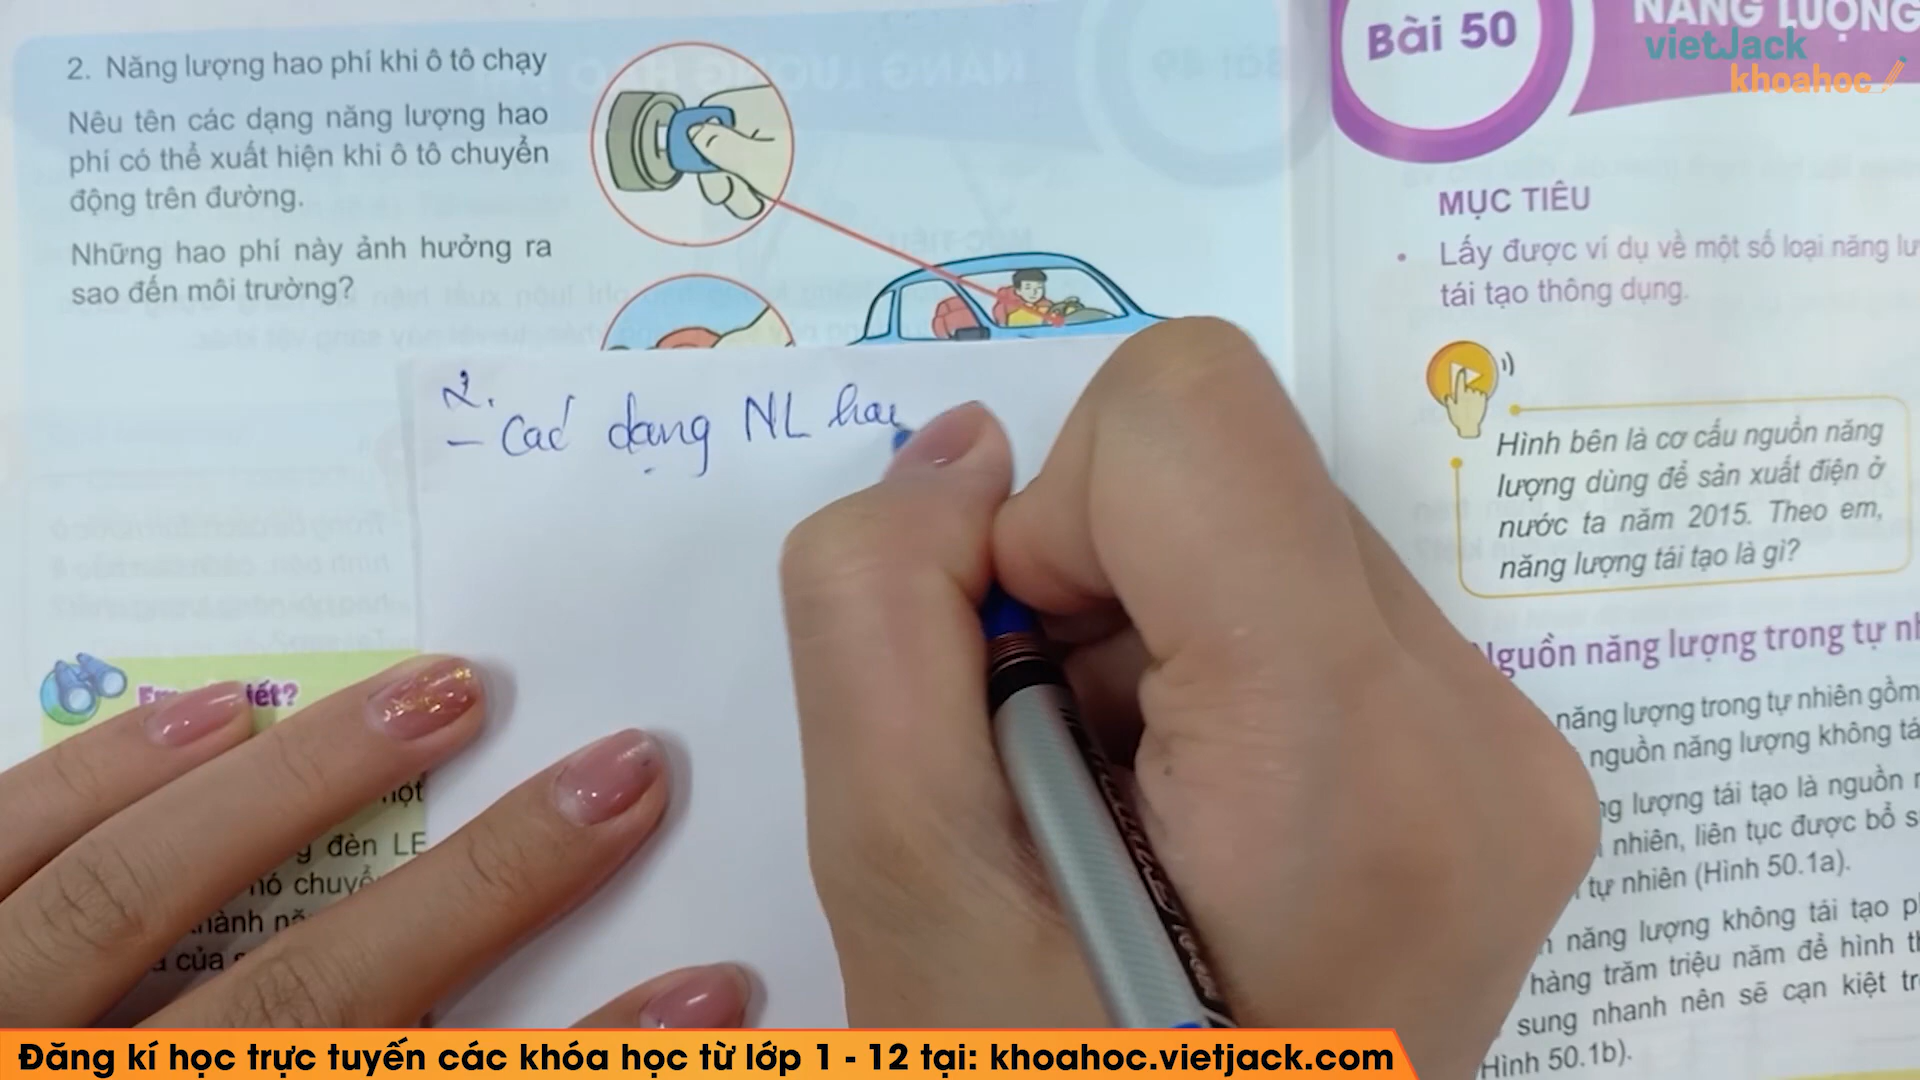 2. Năng lượng hao phí khi ô tô chạy
Nêu tên các dạng năng lượng hao
phí có thể xuất hiện khi ô tô chuyển
động trên đường.
Những hao phí này ảnh hưởng ra
sao đến môi trường?
2.
- Các dạng NL hao
iết?
một
đèn LE
của
Bài 50
NĂNG LƯỢNG
vietJack
khoahoc
MỤC TIÊU
• Lấy được ví dụ về một số loại năng lư
tái tạo thông dụng.
Hình bên là cơ cấu nguồn năng
lượng dùng để sản xuất điện ở
nước ta năm 2015. Theo em,
năng lượng tái tạo là gì?
Nguồn năng lượng trong tự nh
năng lượng trong tự nhiên gồm
nguồn năng lượng không tá
ng lượng tái tạo là nguồn n
nhiên, liên tục được bổ s
tự nhiên (Hình 50.1a).
năng lượng không tái tạo ph
hàng trăm triệu năm để hình th
sung nhanh nên sẽ cạn kiệt tr
Hình 50.1b).
Đăng kí học trực tuyến các khóa học từ lớp 1 - 12 tại: khoahoc.vietjack.com